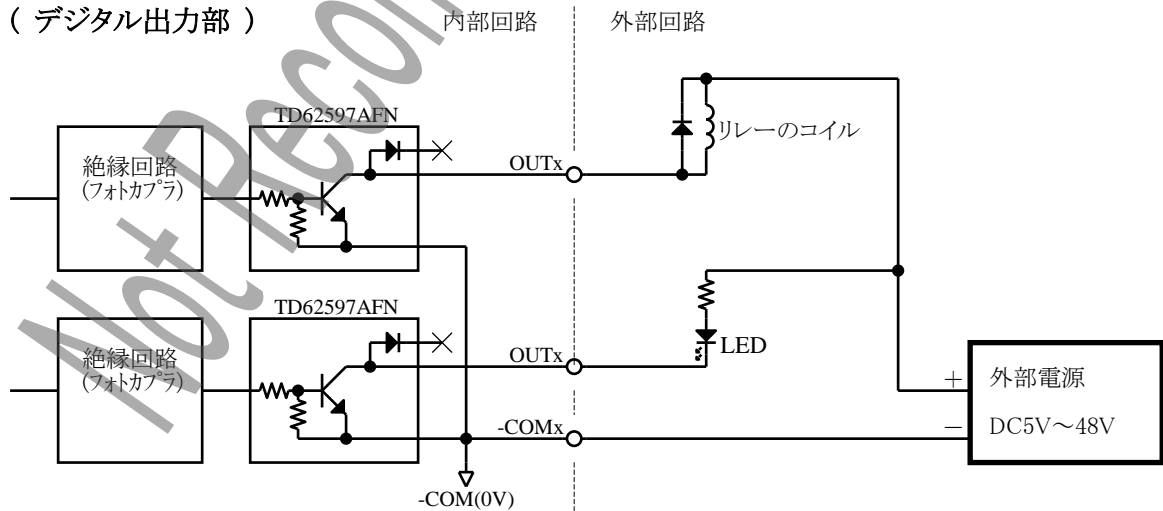 ( デジタル出力部 )
内部回路
外部回路
TD62597AFN
絶縁回路
(フォトカプラ)
OUTx
リレーのコイル
TD62597AFN
絶縁回路
(フォトカプラ)
OUTx
LED
-COMx
-COM(0V)
+
外部電源
DC5V～48V
−
Not Recom